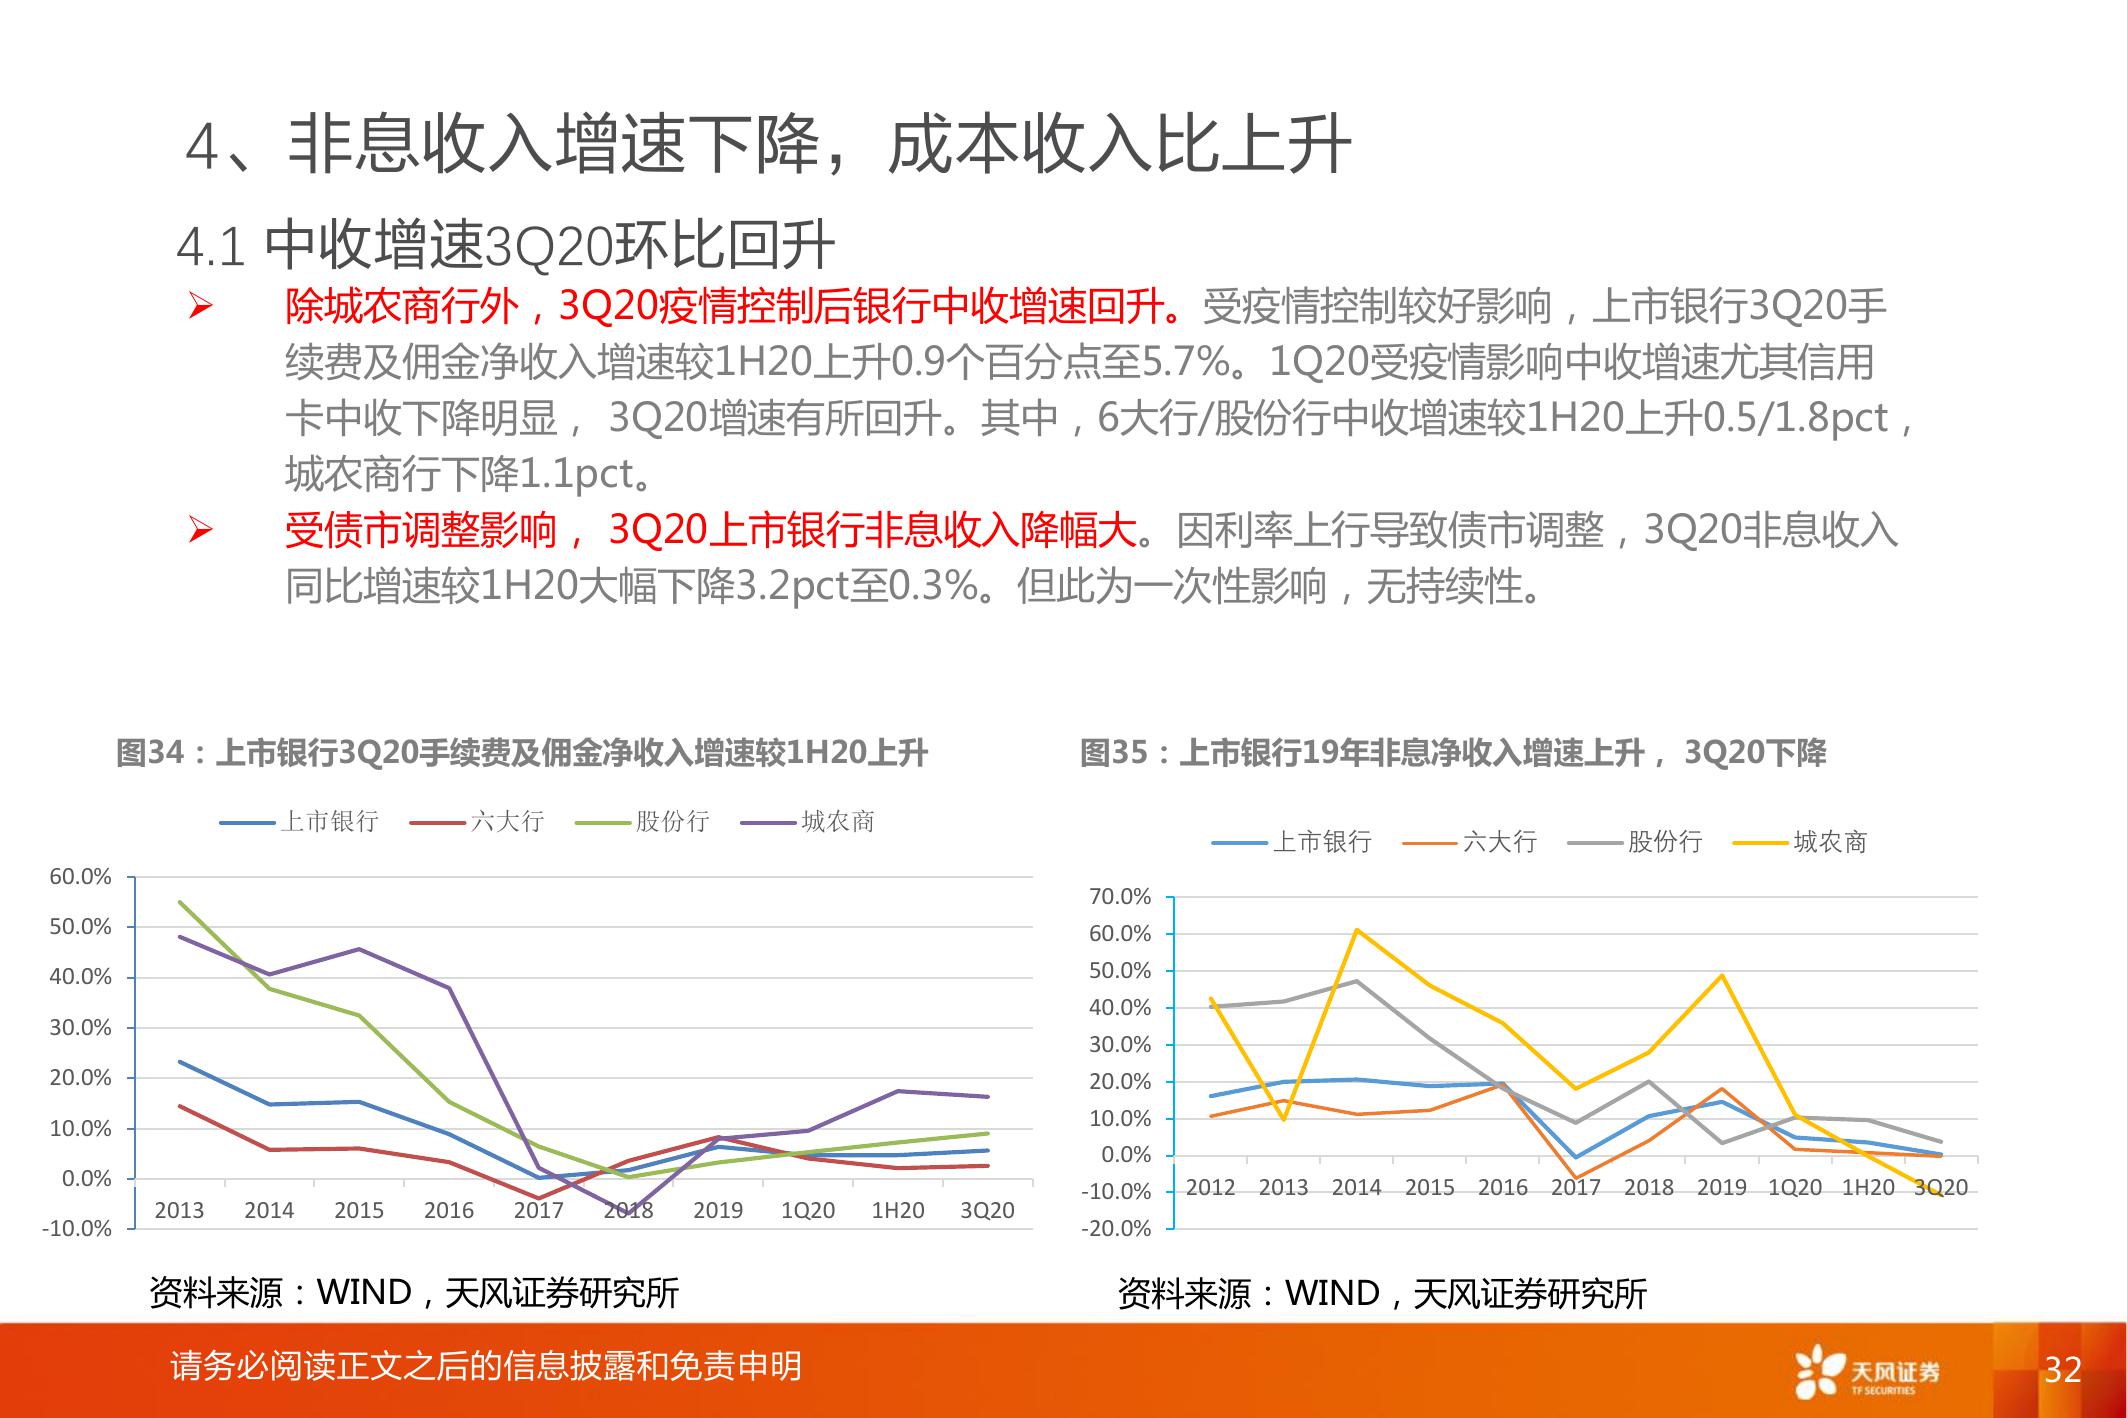 4、非息收入增速下降，成本收入比上升
4.1 中收增速3Q20环比回升
➢ 除城农商行外，3Q20疫情控制后银行中收增速回升。受疫情控制较好影响，上市银行3Q20手
续费及佣金净收入增速较1H20上升0.9个百分点至5.7%。1Q20受疫情影响中收增速尤其信用
卡中收下降明显， 3Q20增速有所回升。其中，6大行/股份行中收增速较1H20上升0.5/1.8pct，
城农商行下降1.1pct。
➢ 受债市调整影响， 3Q20上市银行非息收入降幅大。因利率上行导致债市调整，3Q20非息收入
同比增速较1H20大幅下降3.2pct至0.3%。但此为一次性影响，无持续性。
图34：上市银行3Q20手续费及佣金净收入增速较1H20上升
上市银行 六大行 股份行 城农商
60.0%
50.0%
40.0%
30.0%
20.0%
10.0%
0.0%
-10.0%
2013 2014 2015 2016 2017 2018 2019 1Q20 1H20 3Q20
资料来源：WIND，天风证券研究所
图35：上市银行19年非息净收入增速上升， 3Q20下降
上市银行 六大行 股份行 城农商
70.0%
60.0%
50.0%
40.0%
30.0%
20.0%
10.0%
0.0%
-10.0%
-20.0%
2012 2013 2014 2015 2016 2017 2018 2019 1Q20 1H20 3Q20
资料来源：WIND，天风证券研究所
请务必阅读正文之后的信息披露和免责申明
天风证券
TF SECURITIES
32